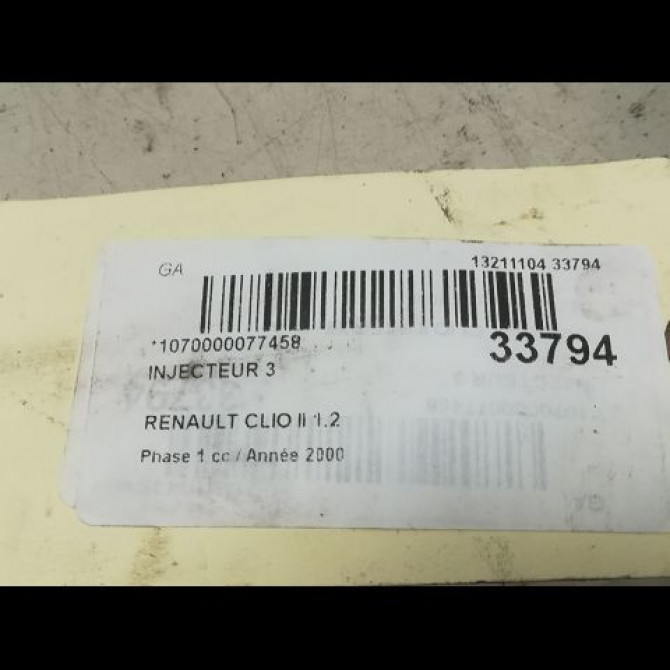 GA
13211104 33794
*1070000077458
33794
INJECTEUR 3
RENAULT CLIO II 1.2
Phase 1 cc / Année 2000